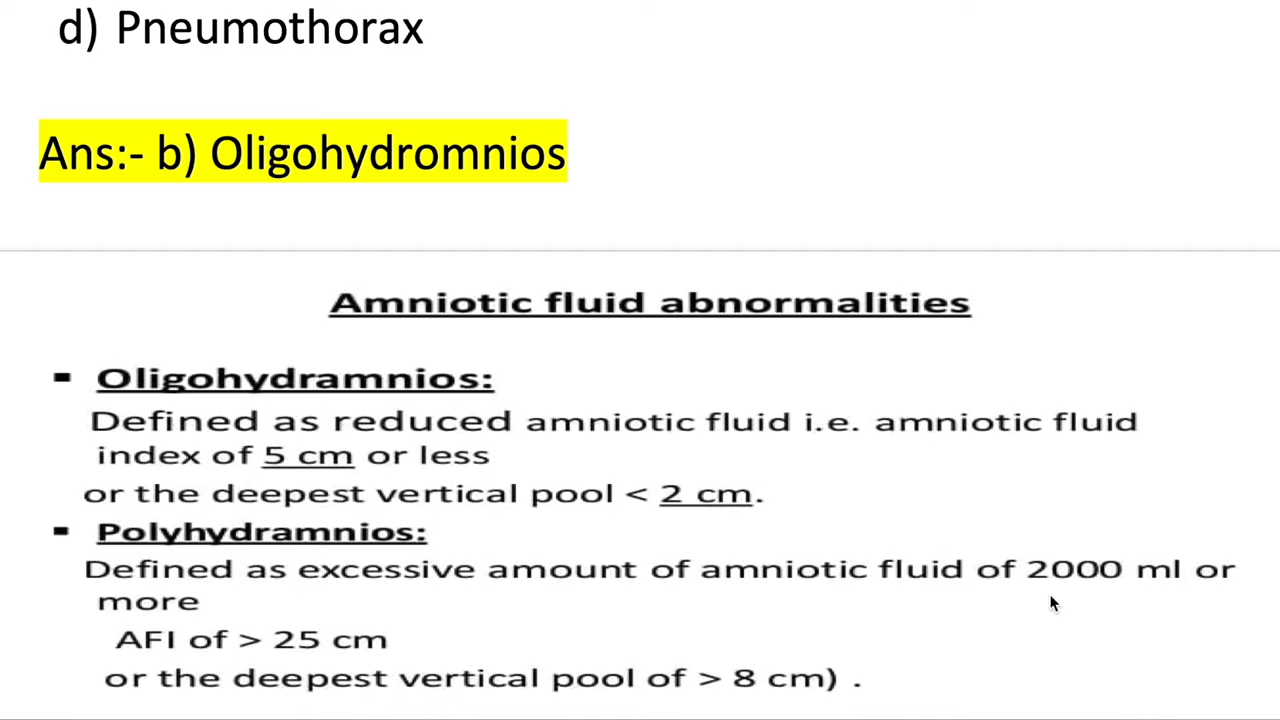 d) Pneumothorax
Ans:- b) Oligohydromnios
Amniotic fluid abnormalities
▪ Oligohydramnios:
Defined as reduced amniotic fluid i.e. amniotic fluid
index of 5 cm or less
or the deepest vertical pool < 2 cm.
▪ Polyhydramnios:
Defined as excessive amount of amniotic fluid of 2000 ml or
more
AFI of > 25 cm
or the deepest vertical pool of > 8 cm) .